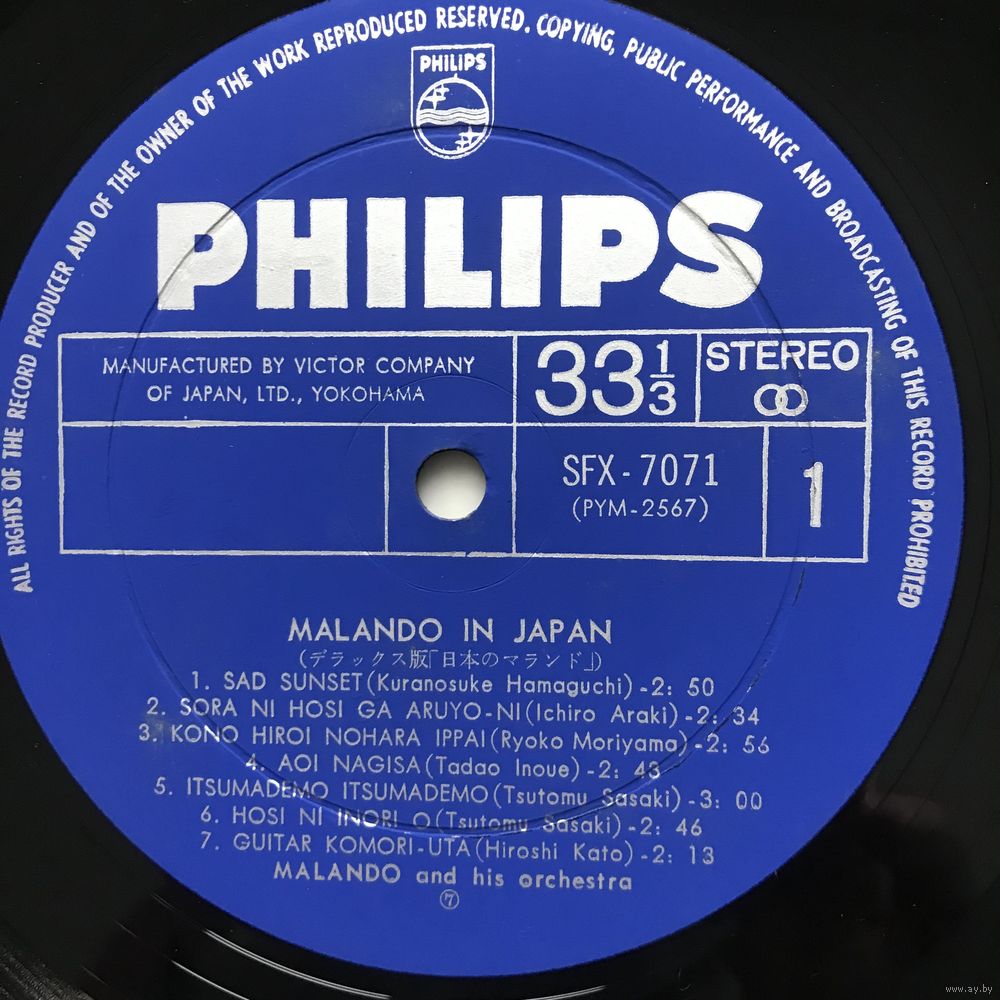 ALL RIGHTS OF THE RECORD PRODUCER AND OF THE OWNER OF THE WORK REPRODUCED RESERVED. COPYING, PUBLIC PERFORMANCE AND BROADCASTING OF THIS RECORD PROHIBITED
PHILIPS
PHILIPS
MANUFACTURED BY VICTOR COMPANY
OF JAPAN, LTD., YOKOHAMA
33 1/3
STEREO
SFX-7071
(PYM-2567)
1
MALANDO IN JAPAN
(デラックス版「日本のマランド」)
1. SAD SUNSET(Kuranosuke Hamaguchi)-2: 50
2. SORA NI HOSI GA ARUYO-NI(Ichiro Araki)-2: 34
3. KONO HIROI NOHARA IPPAI(Ryoko Moriyama)-2: 56
4. AOI NAGISA(Tadao Inoue)-2: 43
5. ITSUMADEMO ITSUMADEMO(Tsutomu Sasaki)-3: 00
6. HOSI NI INORI O(Tsutomu Sasaki)-2: 46
7. GUITAR KOMORI-UTA(Hiroshi Kato)-2: 13
MALANDO and his orchestra
⑦
www.ay.by